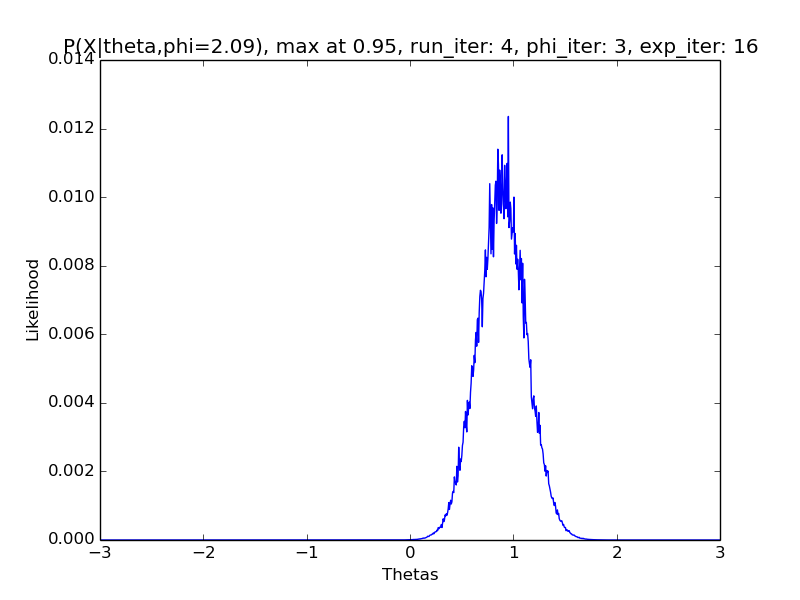 P(X|theta,phi=2.09), max at 0.95, run_iter: 4, phi_iter: 3, exp_iter: 16
0.014
0.012
0.010
0.008
0.006
0.004
0.002
0.000
Likelihood
−3 −2 −1 0 1 2 3
Thetas